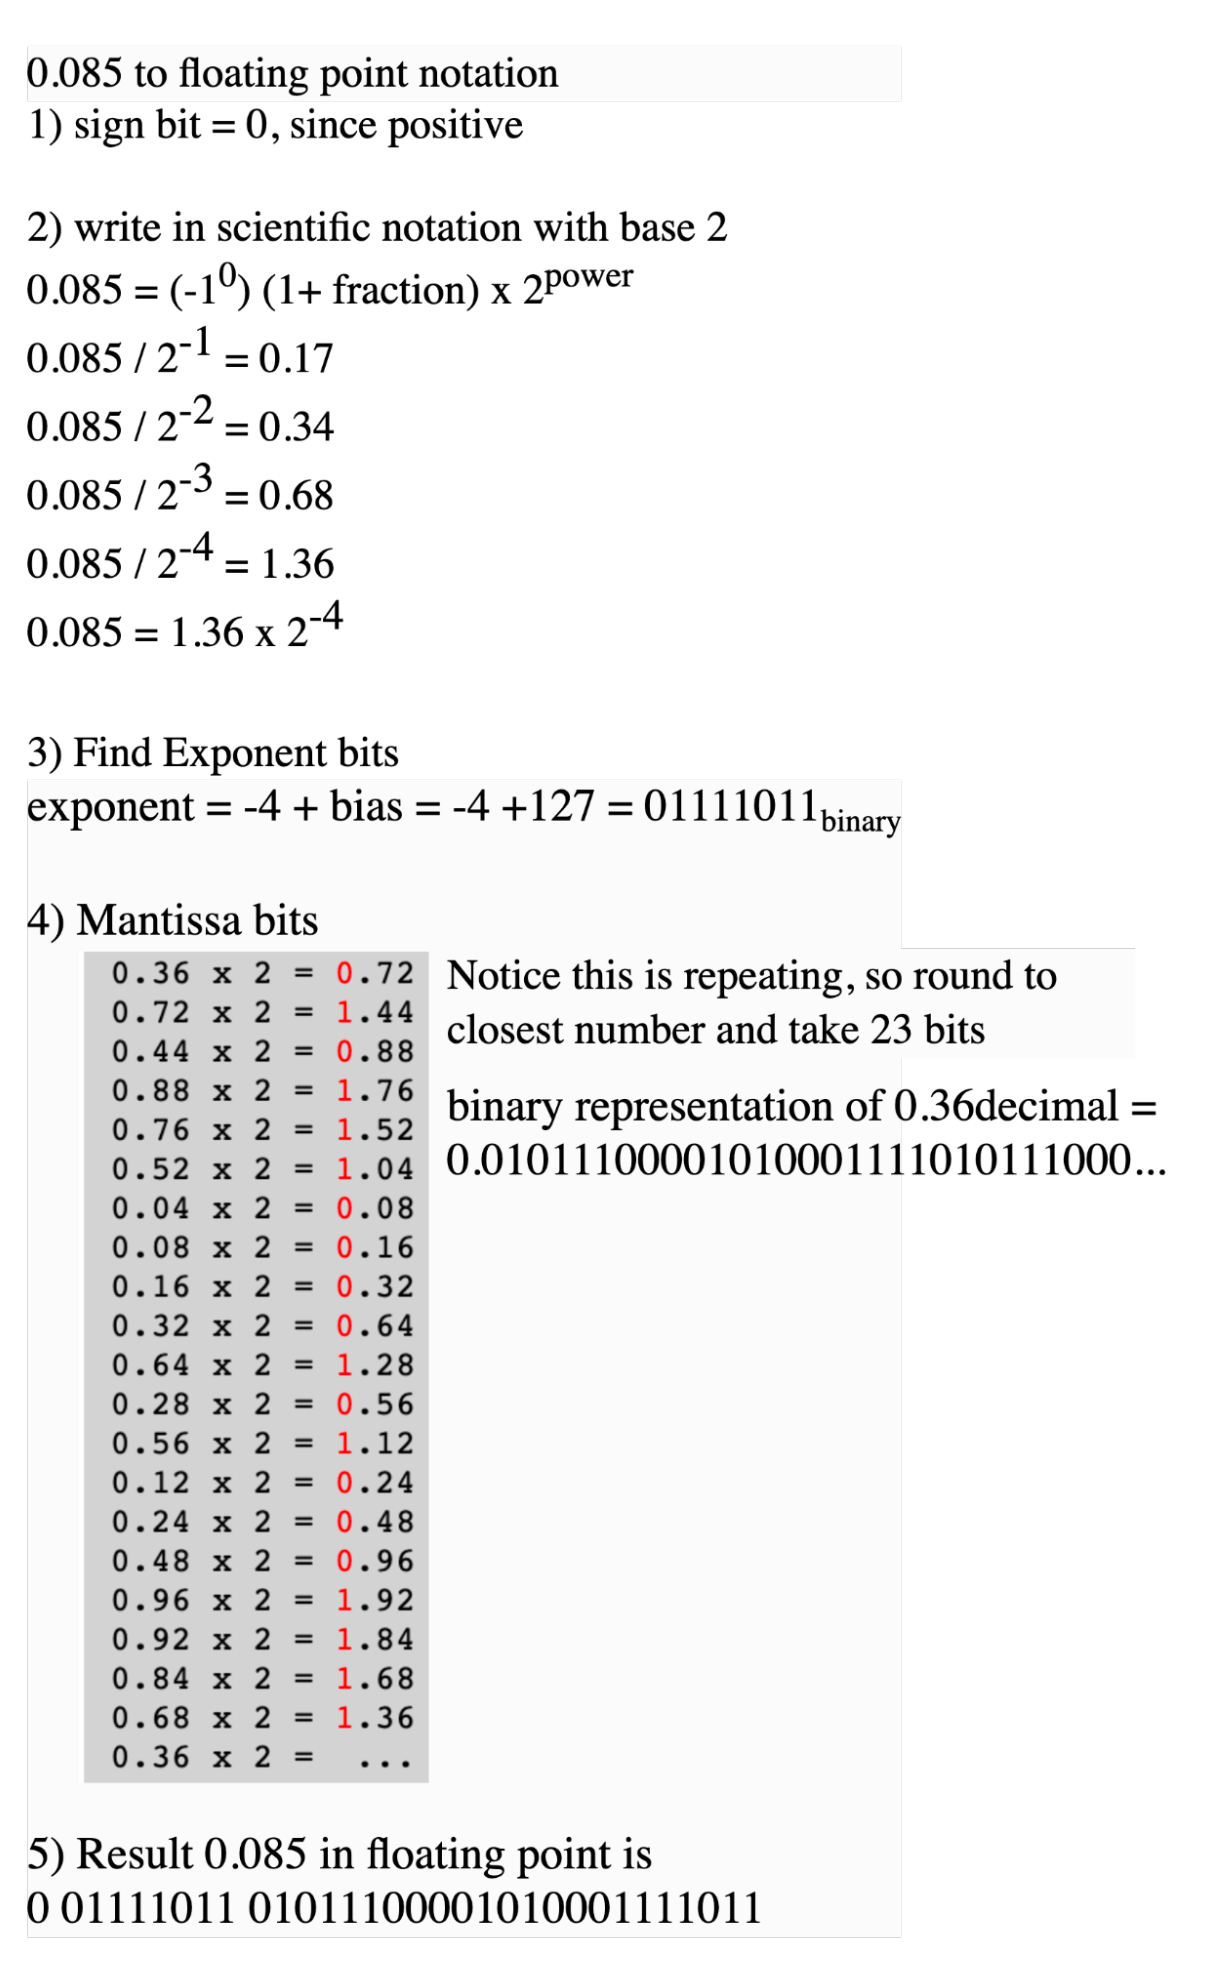 0.085 to floating point notation
1) sign bit = 0, since positive
2) write in scientific notation with base 2
0.085 = (-1⁰) (1+ fraction) x 2ᵖᵒʷᵉʳ
0.085 / 2⁻¹ = 0.17
0.085 / 2⁻² = 0.34
0.085 / 2⁻³ = 0.68
0.085 / 2⁻⁴ = 1.36
0.085 = 1.36 x 2⁻⁴
3) Find Exponent bits
exponent = -4 + bias = -4 +127 = 01111011binary
4) Mantissa bits
0.36 x 2 = 0.72
0.72 x 2 = 1.44
0.44 x 2 = 0.88
0.88 x 2 = 1.76
0.76 x 2 = 1.52
0.52 x 2 = 1.04
0.04 x 2 = 0.08
0.08 x 2 = 0.16
0.16 x 2 = 0.32
0.32 x 2 = 0.64
0.64 x 2 = 1.28
0.28 x 2 = 0.56
0.56 x 2 = 1.12
0.12 x 2 = 0.24
0.24 x 2 = 0.48
0.48 x 2 = 0.96
0.96 x 2 = 1.92
0.92 x 2 = 1.84
0.84 x 2 = 1.68
0.68 x 2 = 1.36
0.36 x 2 = ...
Notice this is repeating, so round to
closest number and take 23 bits
binary representation of 0.36decimal =
0.01011100001010001111010111000...
5) Result 0.085 in floating point is
0 01111011 01011100001010001111011